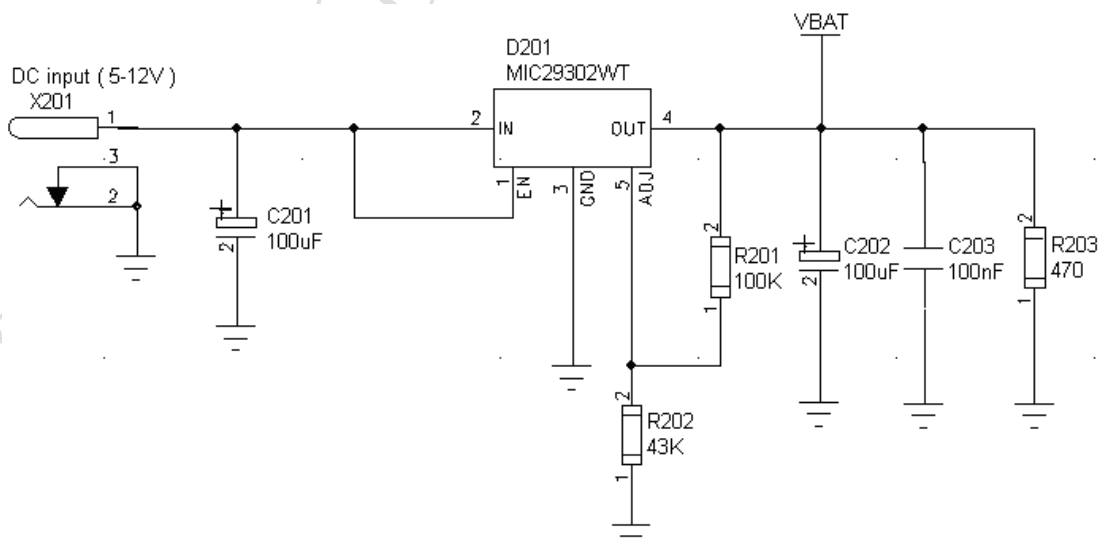 VBAT
D201
MIC29302WT
DC input ( 5-12V )
X201
1
2
IN
OUT
4
3
2
1
EN
3
GND
5
ADJ
C201
100uF
2
2
R201
100K
1
C202
100uF
2
C203
100nF
2
R203
470
1
2
R202
43K
1